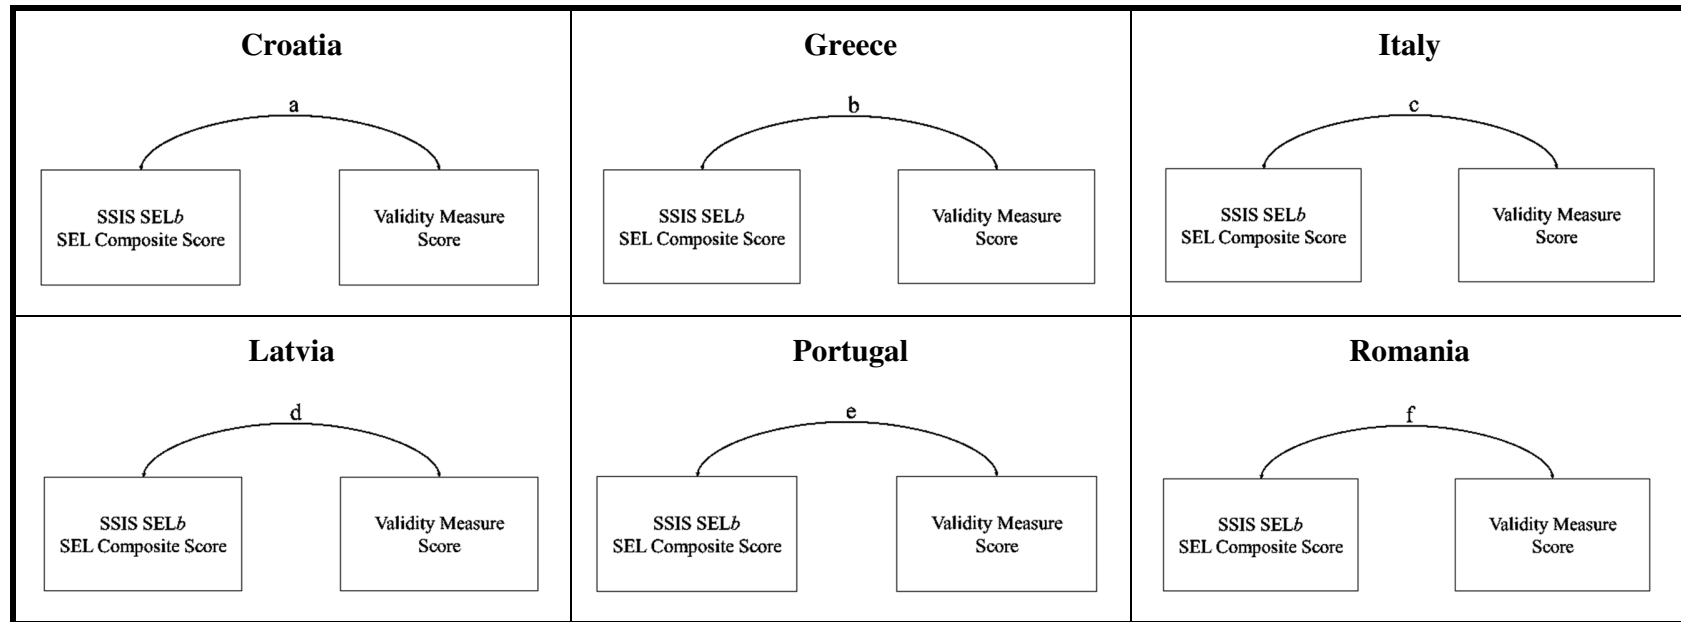 Croatia
a
SSIS SELb
SEL Composite Score
Validity Measure
Score
Greece
b
SSIS SELb
SEL Composite Score
Validity Measure
Score
Italy
c
SSIS SELb
SEL Composite Score
Validity Measure
Score
Latvia
d
SSIS SELb
SEL Composite Score
Validity Measure
Score
Portugal
e
SSIS SELb
SEL Composite Score
Validity Measure
Score
Romania
f
SSIS SELb
SEL Composite Score
Validity Measure
Score